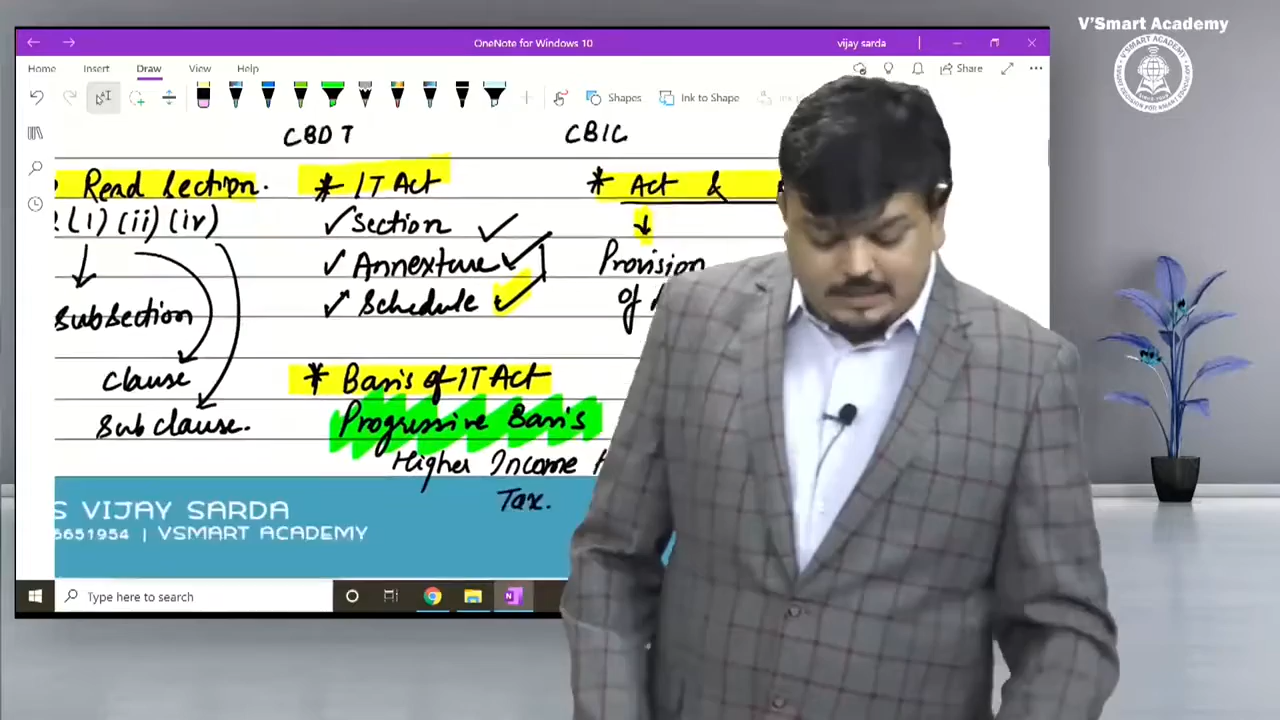 V'Smart Academy
OneNote for Windows 10
vijay sarda
Home Insert Draw View Help
Share
Shapes
Ink to Shape
CBDT
CBIC
Read Section.
(i) (ii) (iv)
Subsection
Clause
Sub clause.
* IT Act
✓ Section ✓
✓ Annexture ✓
✓ Schedule ✓
* Basis of IT Act
Progressive Basis
Higher Income
Tax.
* Act &
Provision
of
S VIJAY SARDA
6651954 | VSMART ACADEMY
Type here to search